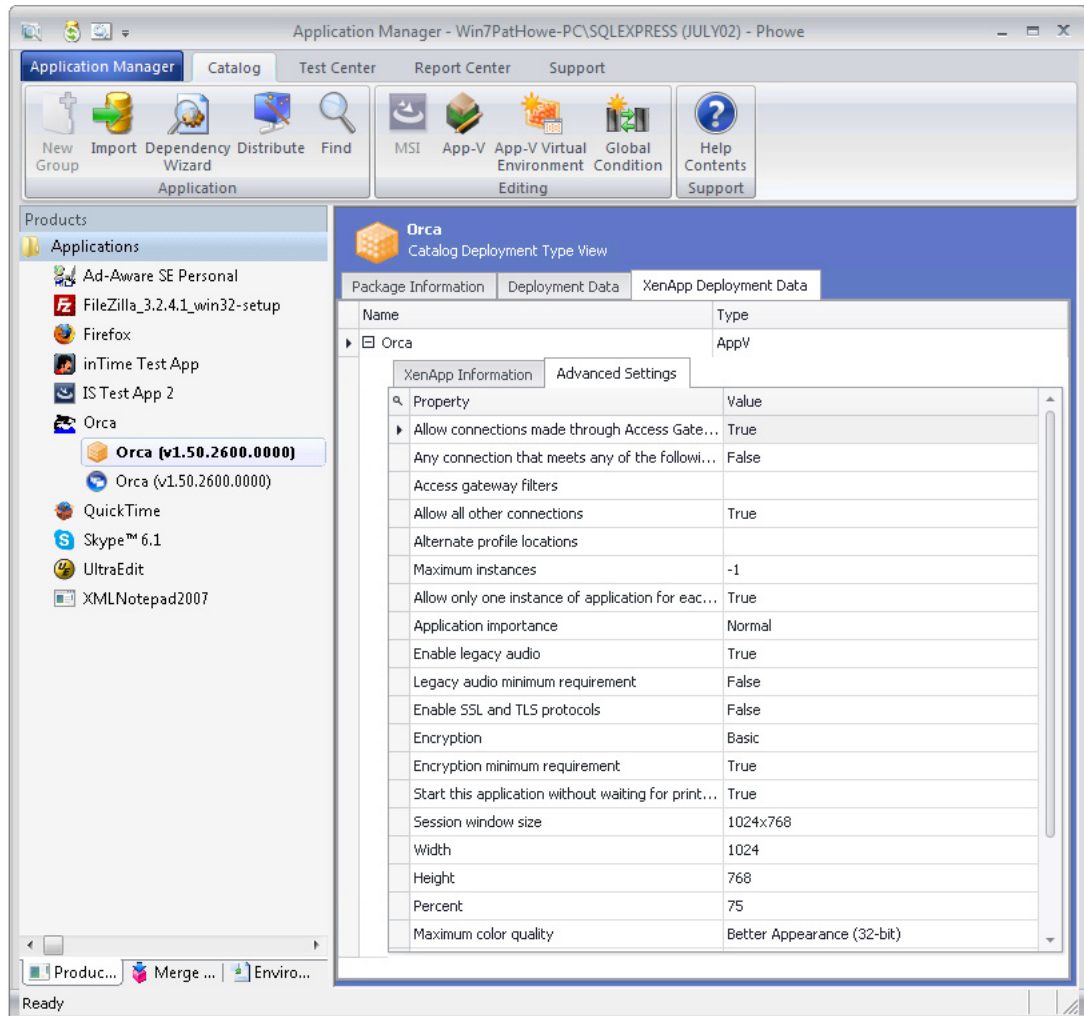 Application Manager - Win7PatHowe-PC\SQLEXPRESS (JULY02) - Phowe
Application Manager Catalog Test Center Report Center Support
New Group Import Dependency Wizard Distribute Find MSI App-V App-V Virtual Environment Global Condition Help Contents
Application Editing Support
Products
Applications
Ad-Aware SE Personal
FileZilla_3.2.4.1_win32-setup
Firefox
inTime Test App
IS Test App 2
Orca
Orca (v1.50.2600.0000)
Orca (v1.50.2600.0000)
QuickTime
Skype™ 6.1
UltraEdit
XMLNotepad2007
Produc... Merge ... Enviro...
Orca
Catalog Deployment Type View
Package Information Deployment Data XenApp Deployment Data
Name Type
Orca AppV
XenApp Information Advanced Settings
Property Value
Allow connections made through Access Gate... True
Any connection that meets any of the followi... False
Access gateway filters
Allow all other connections True
Alternate profile locations
Maximum instances -1
Allow only one instance of application for eac... True
Application importance Normal
Enable legacy audio True
Legacy audio minimum requirement False
Enable SSL and TLS protocols False
Encryption Basic
Encryption minimum requirement True
Start this application without waiting for print... True
Session window size 1024x768
Width 1024
Height 768
Percent 75
Maximum color quality Better Appearance (32-bit)
Ready